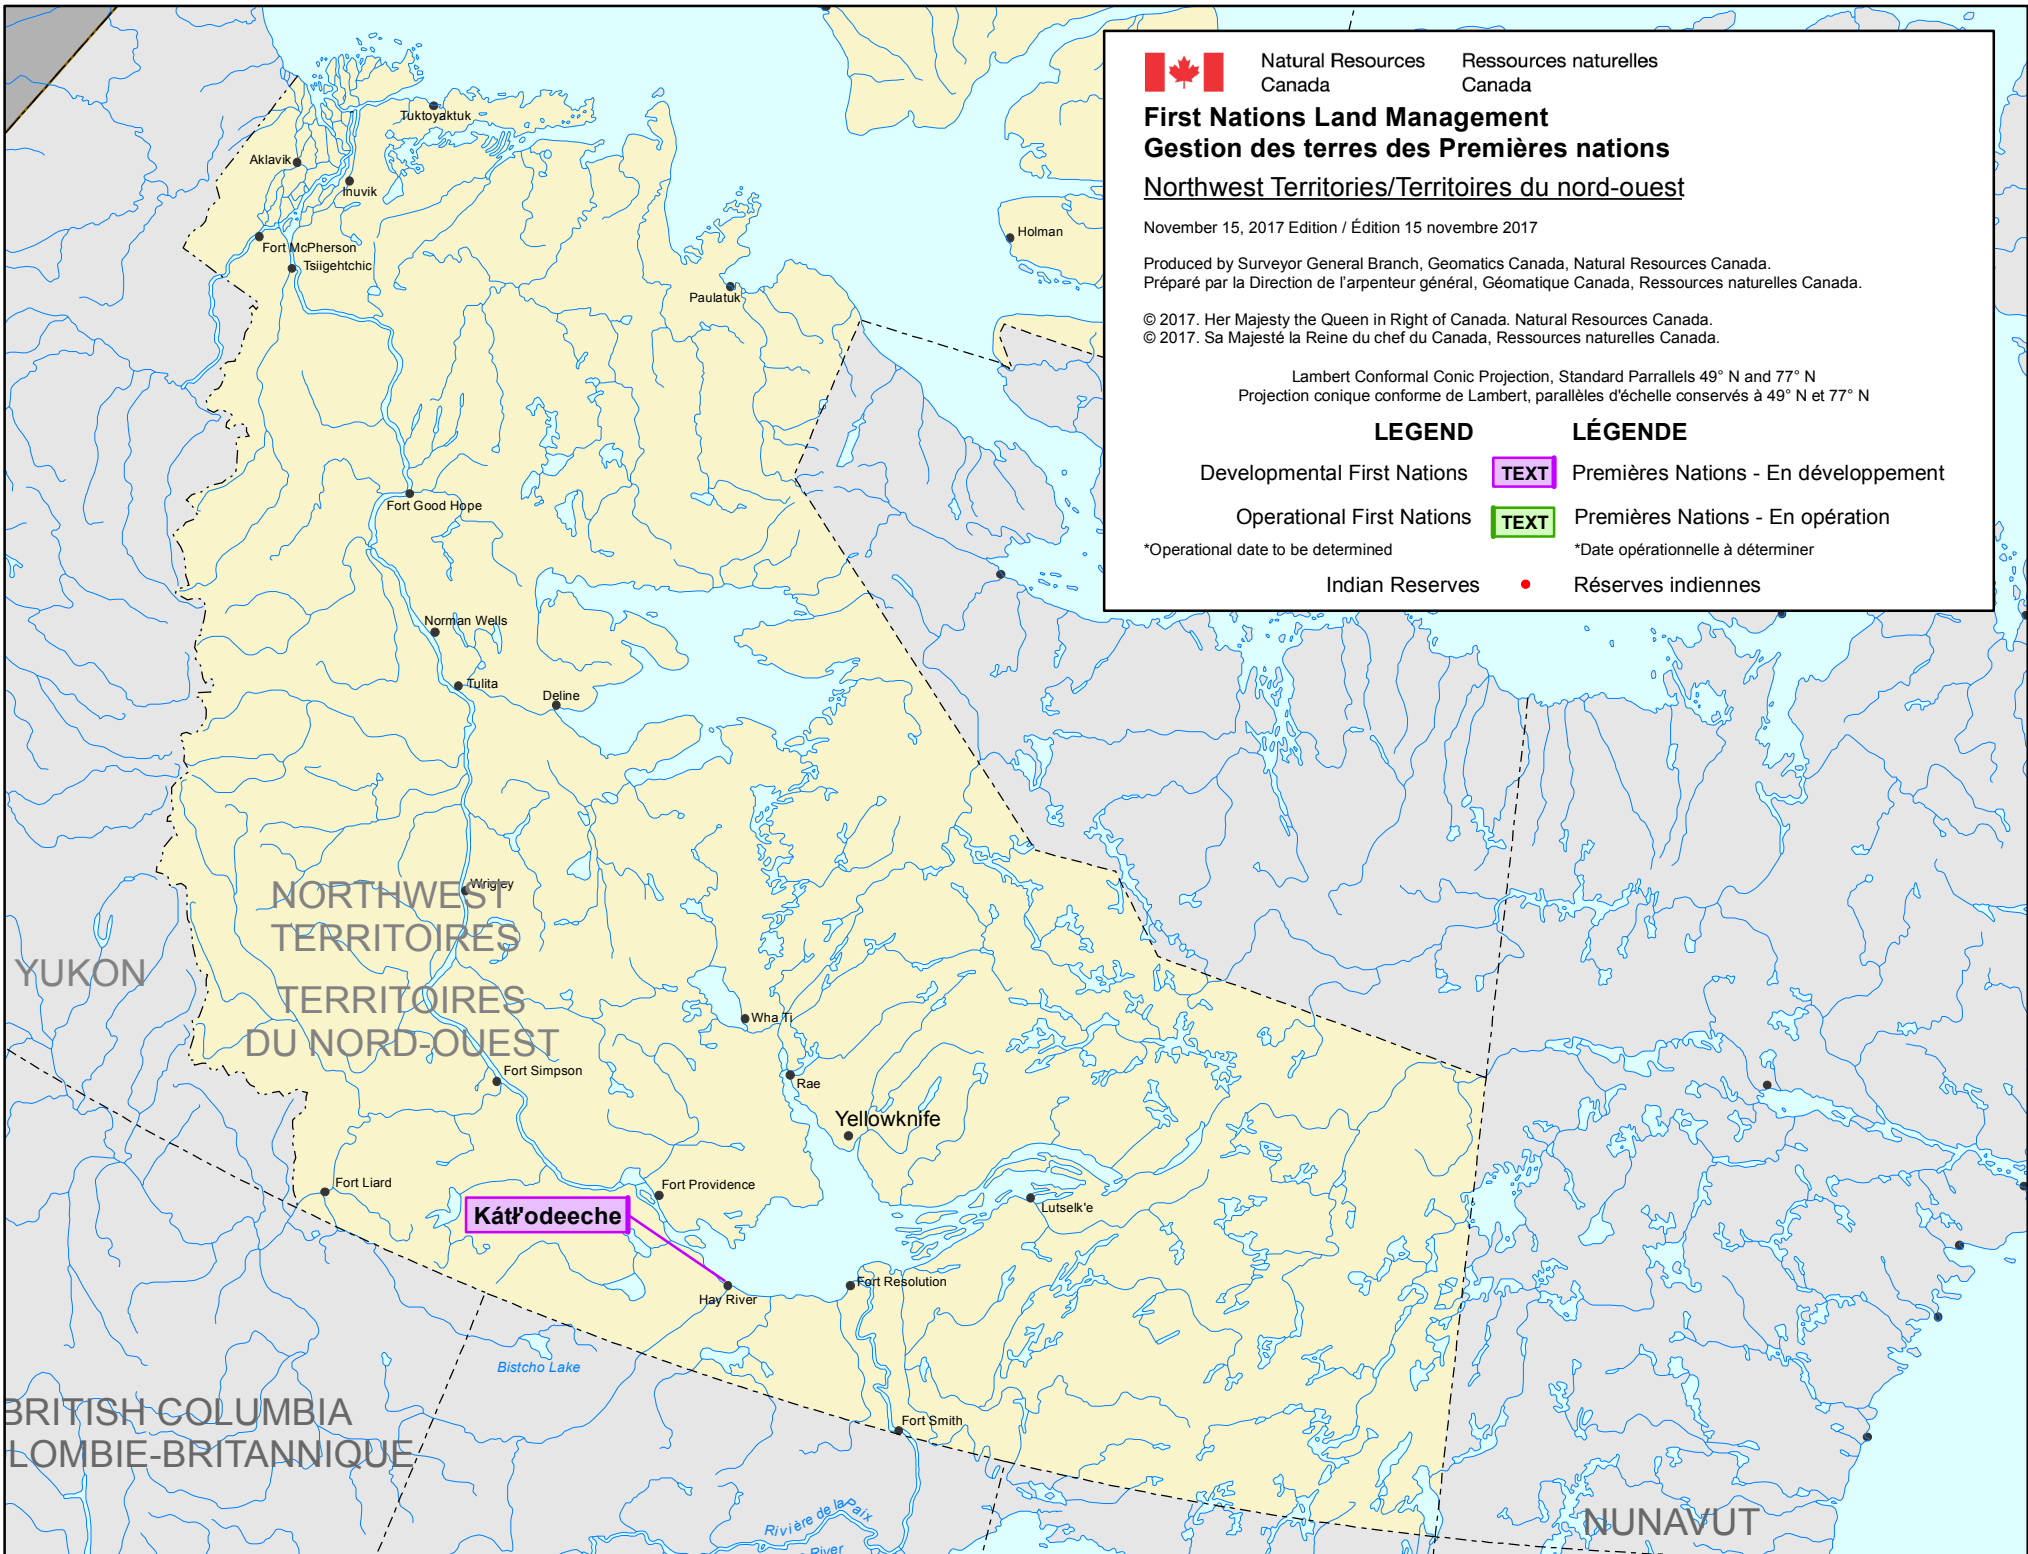 Natural Resources
Canada
Ressources naturelles
Canada
First Nations Land Management
Gestion des terres des Premières nations
Northwest Territories/Territoires du nord-ouest
November 15, 2017 Edition / Édition 15 novembre 2017
Produced by Surveyor General Branch, Geomatics Canada, Natural Resources Canada.
Préparé par la Direction de l'arpenteur général, Géomatique Canada, Ressources naturelles Canada.
© 2017. Her Majesty the Queen in Right of Canada. Natural Resources Canada.
© 2017. Sa Majesté la Reine du chef du Canada, Ressources naturelles Canada.
Lambert Conformal Conic Projection, Standard Parrallels 49° N and 77° N
Projection conique conforme de Lambert, parallèles d'échelle conservés à 49° N et 77° N
LEGEND LÉGENDE
Developmental First Nations TEXT Premières Nations - En développement
Operational First Nations TEXT Premières Nations - En opération
*Operational date to be determined *Date opérationnelle à déterminer
Indian Reserves Réserves indiennes
Tuktoyaktuk
Aklavik
Inuvik
Fort McPherson
Tsiigehtchic
Holman
Paulatuk
Fort Good Hope
Norman Wells
Tulita
Deline
Wrigley
NORTHWEST
TERRITOIRES
TERRITOIRES
DU NORD-OUEST
YUKON
Wha Ti
Fort Simpson
Rae
Yellowknife
Fort Liard
Fort Providence
Lutselk'e
Kátł'odeeche
Hay River
Fort Resolution
Bistcho Lake
BRITISH COLUMBIA
LOMBIE-BRITANNIQUE
Fort Smith
Rivière de la Paix
River
NUNAVUT